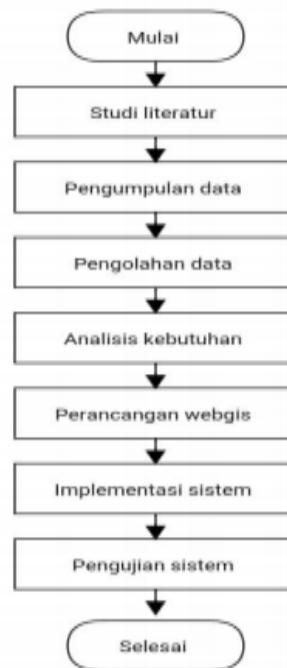 Mulai
Studi literatur
Pengumpulan data
Pengolahan data
Analisis kebutuhan
Perancangan webgis
Implementasi sistem
Pengujian sistem
Selesai